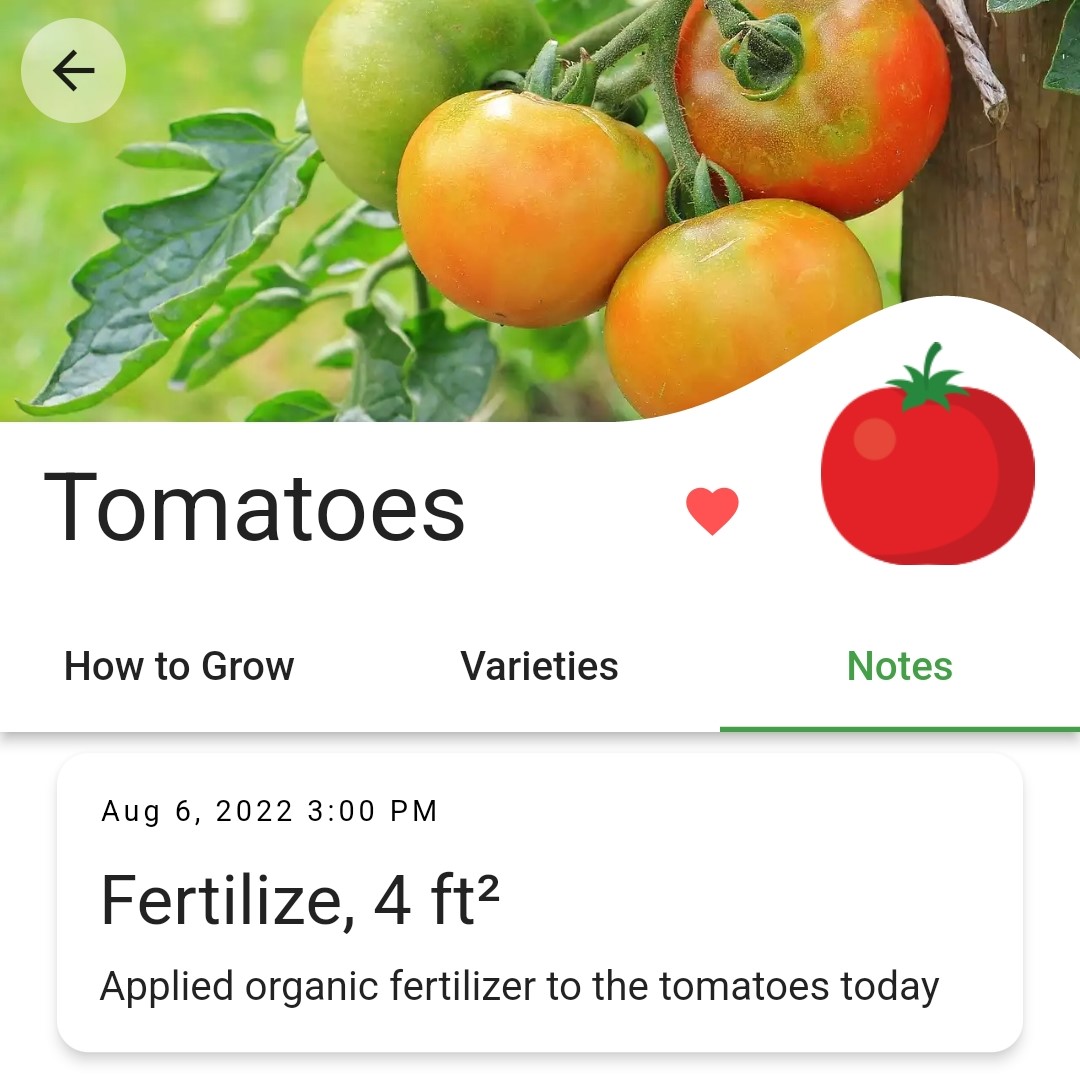 Tomatoes
How to Grow
Varieties
Notes
Aug 6, 2022 3:00 PM
Fertilize, 4 ft²
Applied organic fertilizer to the tomatoes today